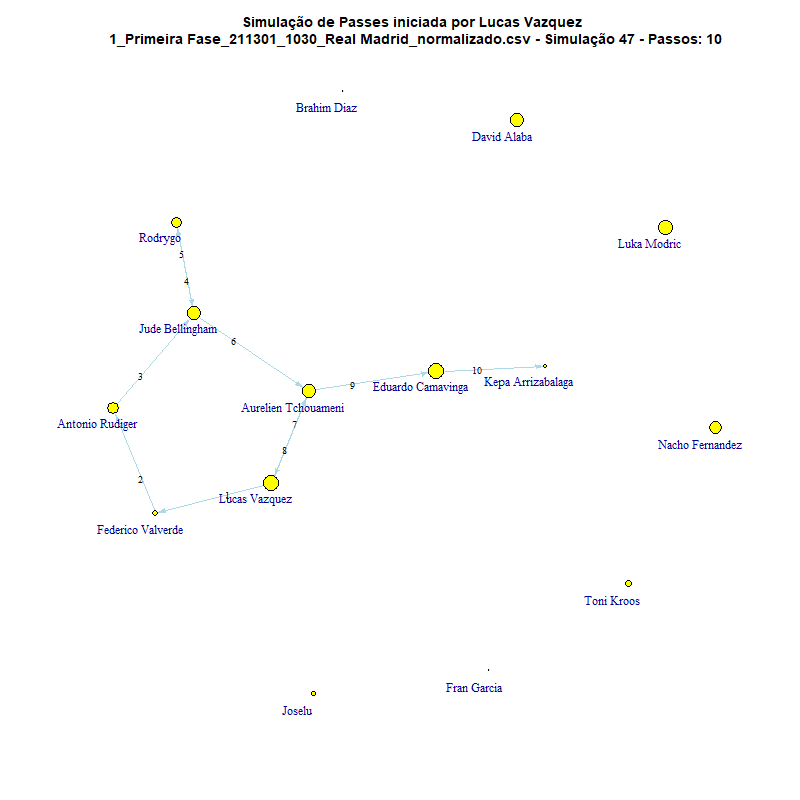 Simulação de Passes iniciada por Lucas Vazquez
1_Primeira Fase_211301_1030_Real Madrid_normalizado.csv - Simulação 47 - Passos: 10
Brahim Diaz
David Alaba
Rodrygo
Luka Modric
5
4
Jude Bellingham
6
3
9
10
Eduardo Camavinga
Kepa Arrizabalaga
Aurelien Tchouameni
Antonio Rudiger
7
Nacho Fernandez
8
2
1
Lucas Vazquez
Federico Valverde
Toni Kroos
Fran Garcia
Joselu